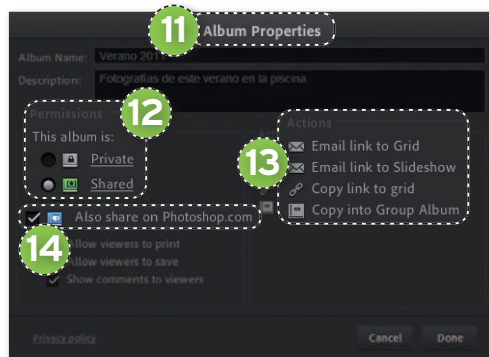 11 Album Properties
Album Name: Verano 2011
Description: Fotografías de este verano en la piscina
Permissions
12
This album is:
Private
Shared
Also share on Photoshop.com
14
Allow viewers to print
Allow viewers to save
Show comments to viewers
Actions
13
Email link to Grid
Email link to Slideshow
Copy link to grid
Copy into Group Album
Privacy policy
Cancel Done